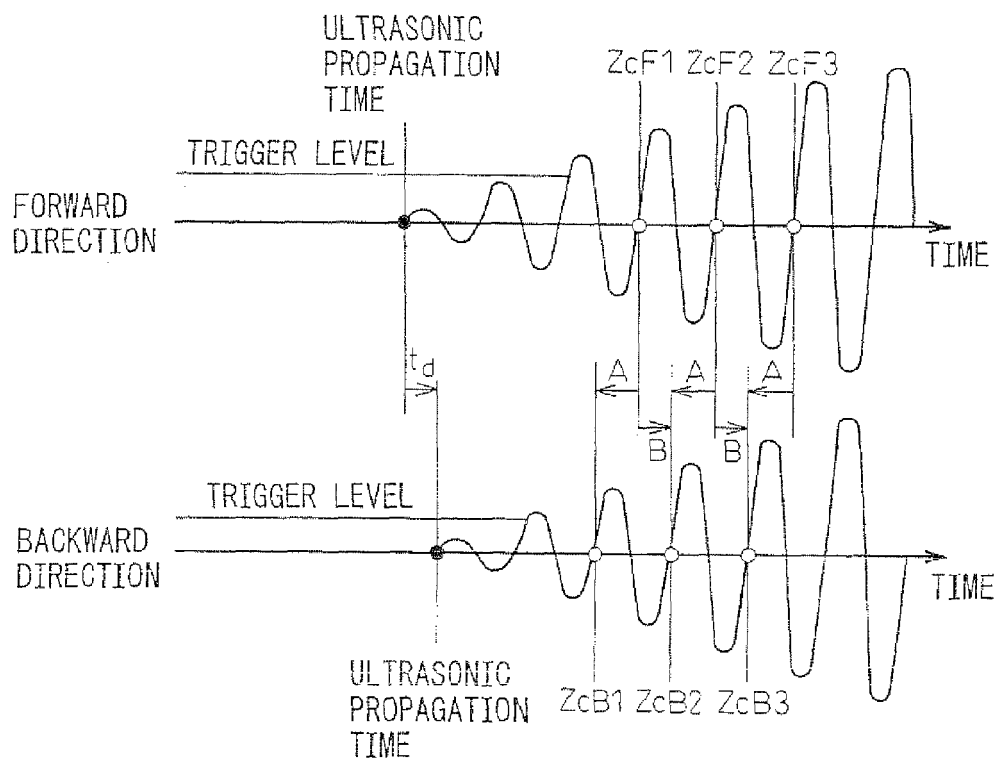 ULTRASONIC
PROPAGATION
TIME
ZcF1 ZcF2 ZcF3
TRIGGER LEVEL
FORWARD
DIRECTION
TIME
td
A A A
B B
TRIGGER LEVEL
BACKWARD
DIRECTION
TIME
ULTRASONIC
PROPAGATION
TIME
ZcB1 ZcB2 ZcB3